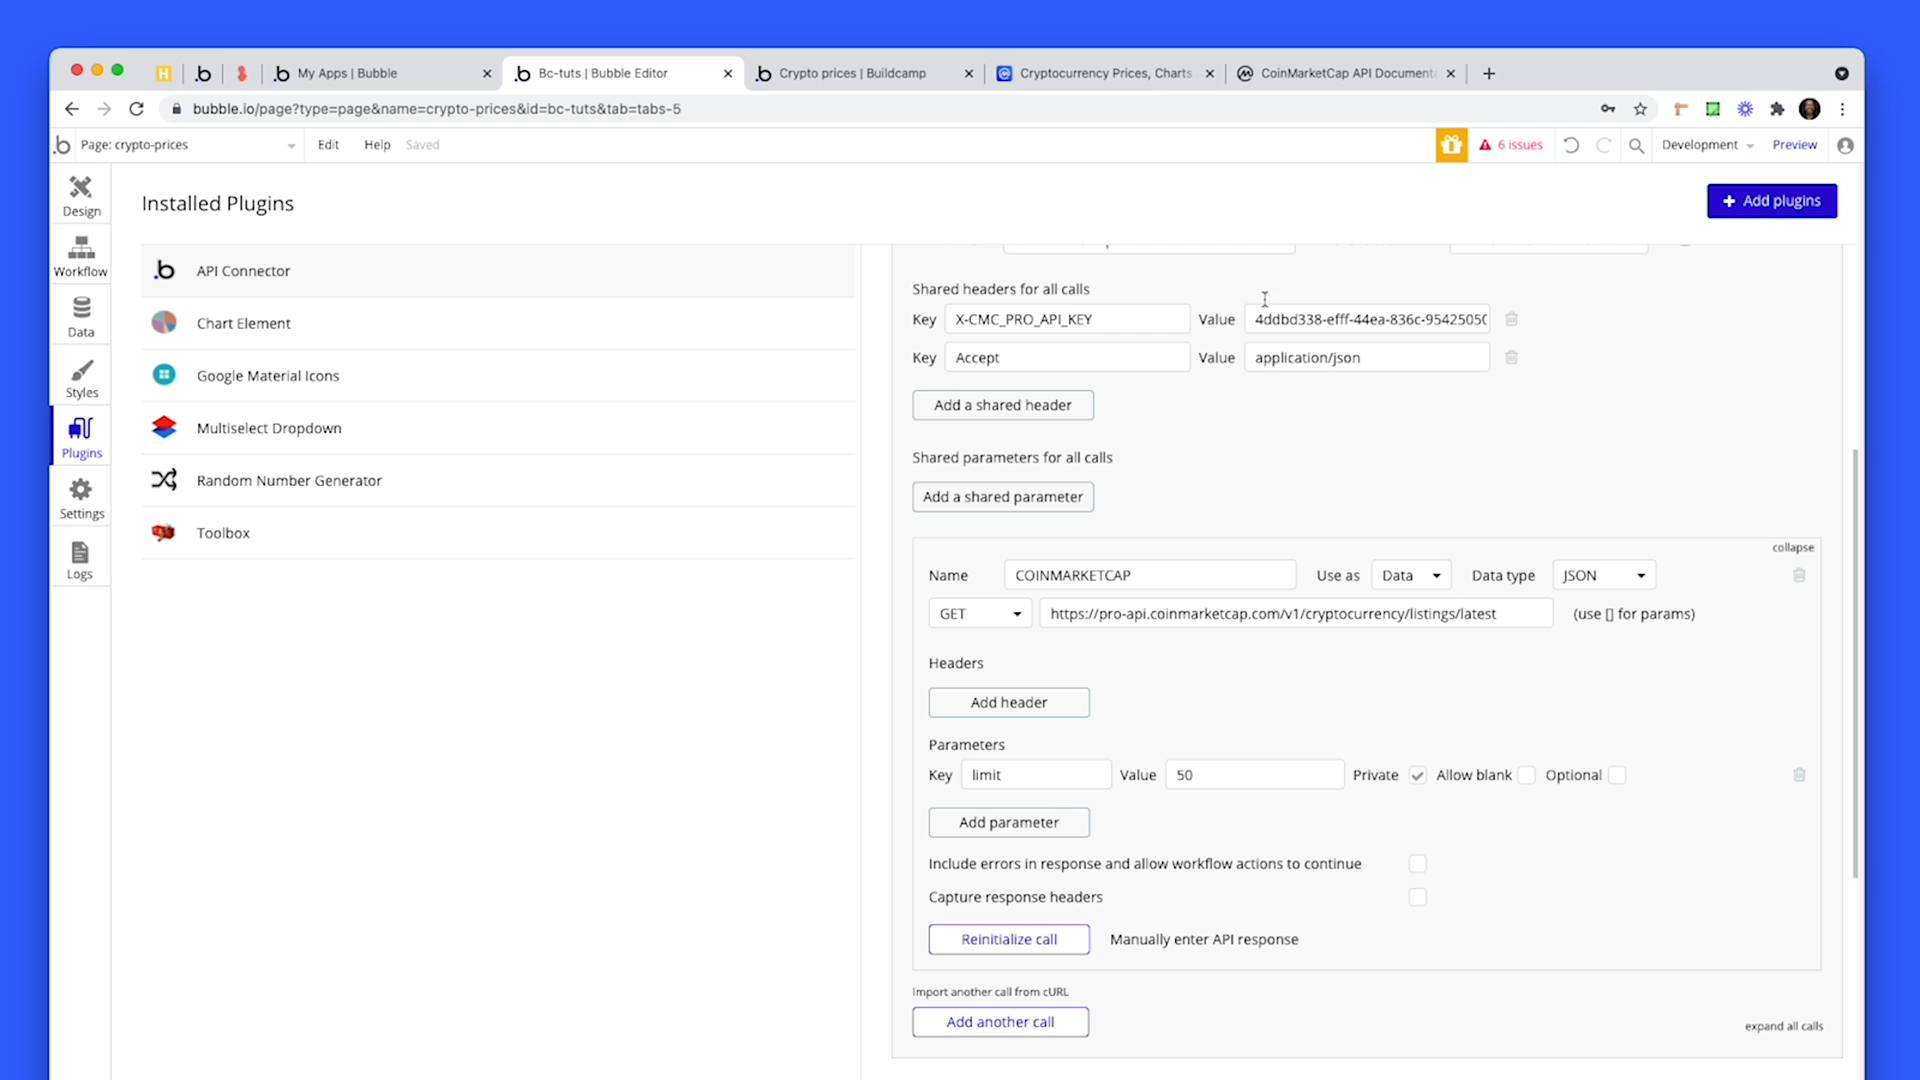 My Apps | Bubble
Bc-tuts | Bubble Editor
Crypto prices | Buildcamp
Cryptocurrency Prices, Charts
CoinMarketCap API Document
bubble.io/page?type=page&name=crypto-prices&id=bc-tuts&tab=tabs-5
Page: crypto-prices
Edit
Help
Saved
6 issues
Development
Preview
Design
Workflow
Data
Styles
Plugins
Settings
Logs
Installed Plugins
+ Add plugins
API Connector
Chart Element
Google Material Icons
Multiselect Dropdown
Random Number Generator
Toolbox
Shared headers for all calls
Key X-CMC_PRO_API_KEY Value 4ddbd338-efff-44ea-836c-9542505
Key Accept Value application/json
Add a shared header
Shared parameters for all calls
Add a shared parameter
collapse
Name COINMARKETCAP Use as Data Data type JSON
GET https://pro-api.coinmarketcap.com/v1/cryptocurrency/listings/latest (use [] for params)
Headers
Add header
Parameters
Key limit Value 50 Private Allow blank Optional
Add parameter
Include errors in response and allow workflow actions to continue
Capture response headers
Reinitialize call Manually enter API response
Import another call from cURL
Add another call
expand all calls